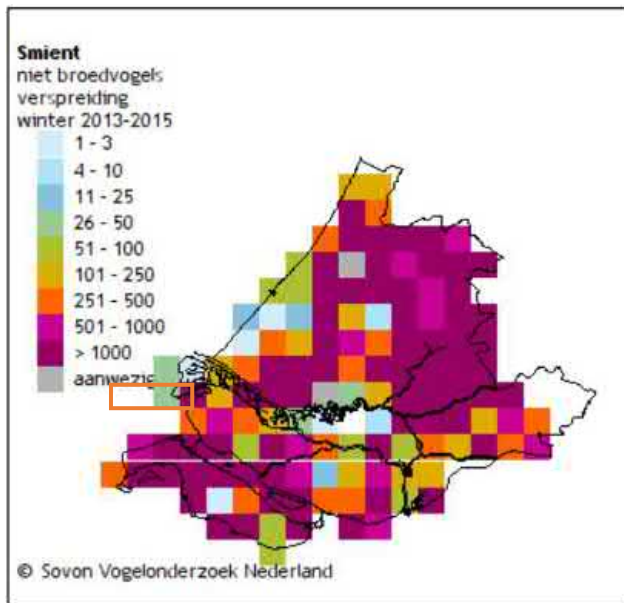 Smient
niet broedvogels
verspreiding
winter 2013-2015
1 - 3
4 - 10
11 - 25
26 - 50
51 - 100
101 - 250
251 - 500
501 - 1000
> 1000
aanwezig
© Sovon Vogelonderzoek Nederland